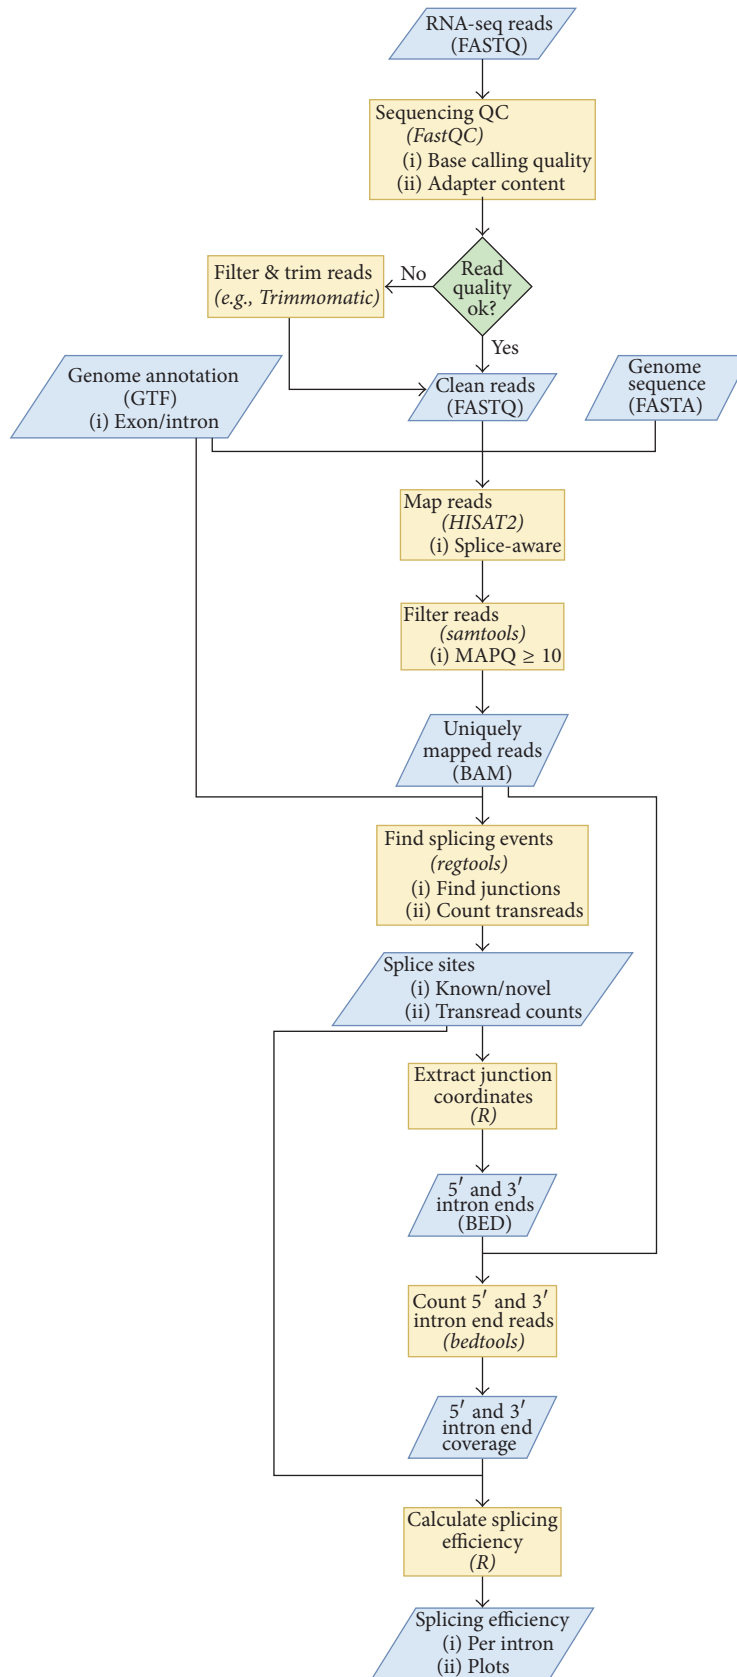 RNA-seq reads
(FASTQ)
Sequencing QC
(FastQC)
(i) Base calling quality
(ii) Adapter content
Filter & trim reads
(e.g., Trimmomatic)
No
Read
quality
ok?
Yes
Genome annotation
(GTF)
(i) Exon/intron
Clean reads
(FASTQ)
Genome
sequence
(FASTA)
Map reads
(HISAT2)
(i) Splice-aware
Filter reads
(samtools)
(i) MAPQ ≥ 10
Uniquely
mapped reads
(BAM)
Find splicing events
(regtools)
(i) Find junctions
(ii) Count transreads
Splice sites
(i) Known/novel
(ii) Transread counts
Extract junction
coordinates
(R)
5′ and 3′
intron ends
(BED)
Count 5′ and 3′
intron end reads
(bedtools)
5′ and 3′
intron end
coverage
Calculate splicing
efficiency
(R)
Splicing efficiency
(i) Per intron
(ii) Plots